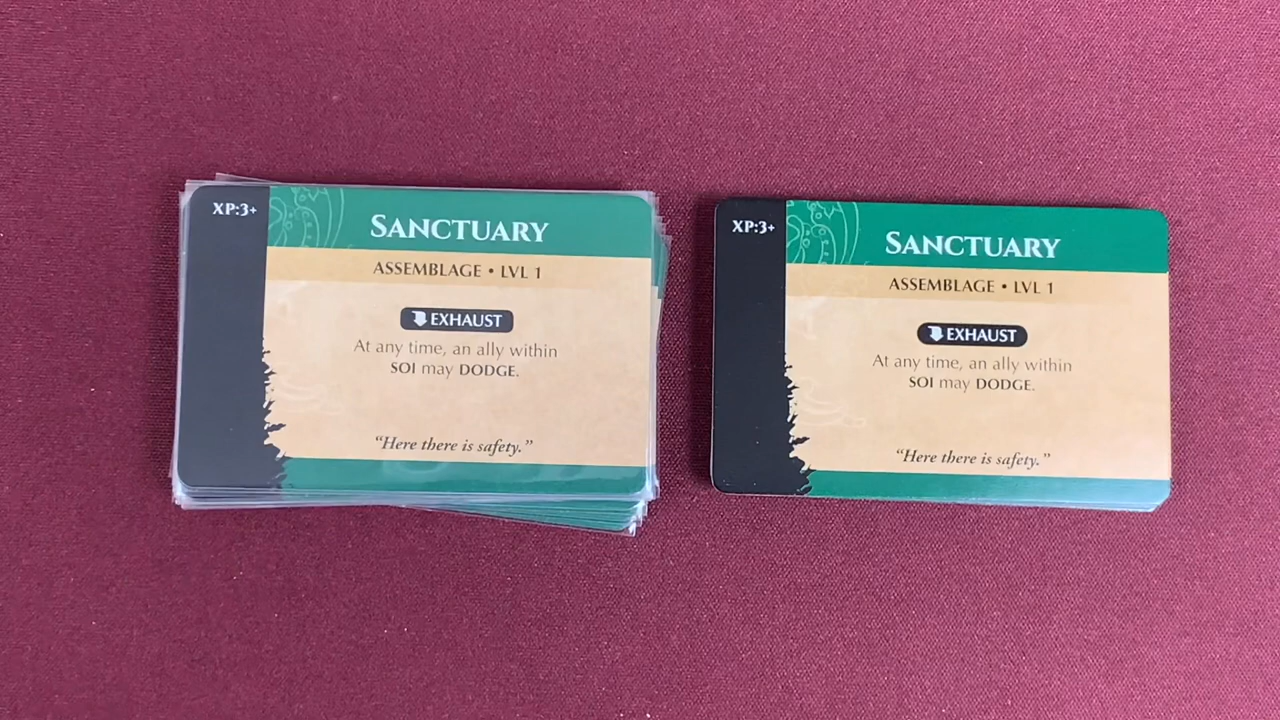 XP:3+
SANCTUARY
ASSEMBLAGE • LVL 1
EXHAUST
At any time, an ally within
SOI may DODGE.
“Here there is safety.”
XP:3+
SANCTUARY
ASSEMBLAGE • LVL 1
EXHAUST
At any time, an ally within
SOI may DODGE.
“Here there is safety.”